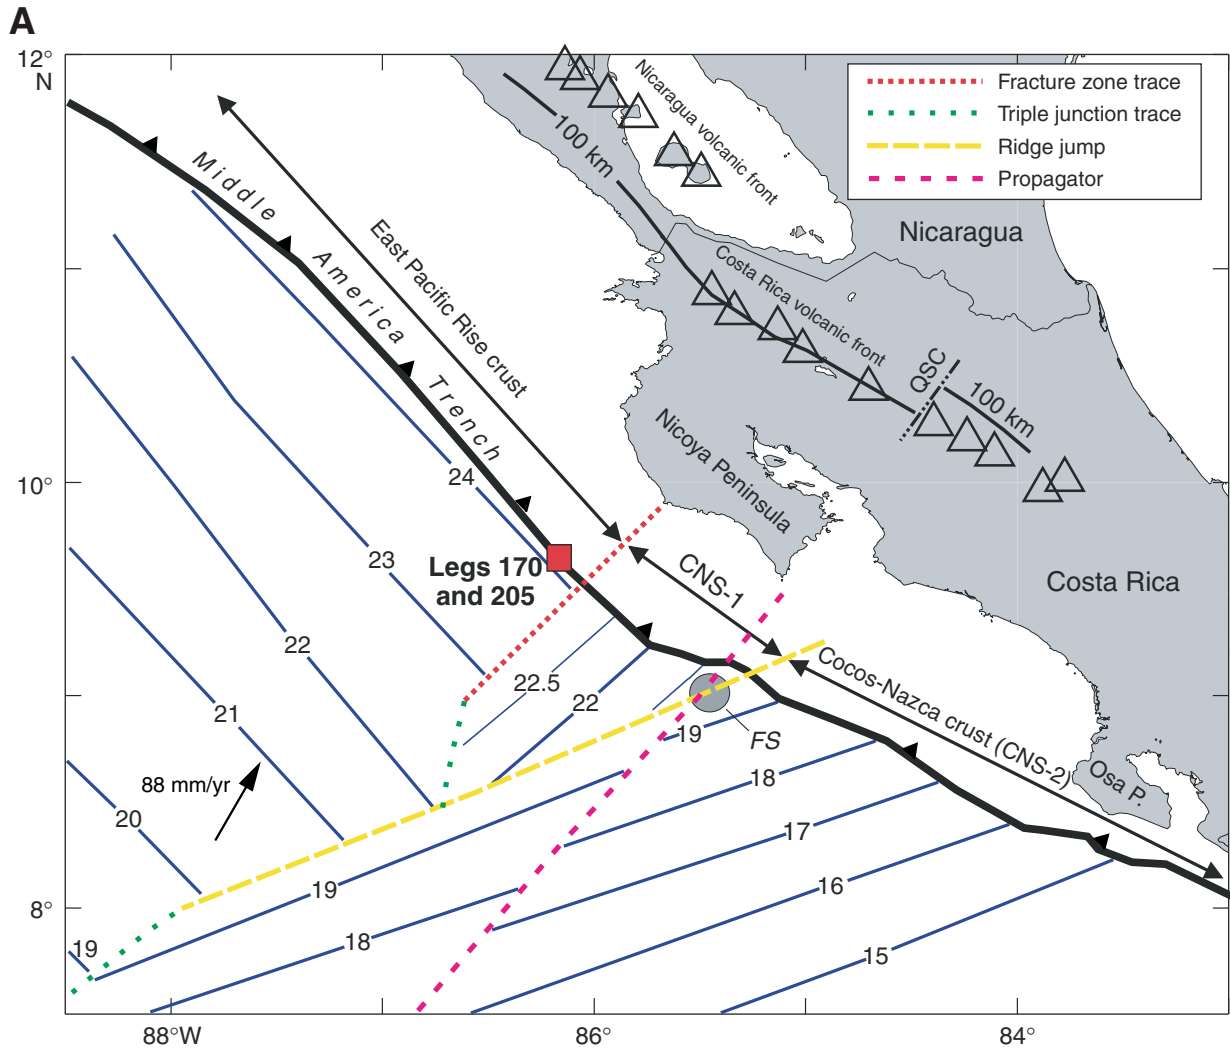 A
12°
N
10°
8°
88°W
86°
84°
Fracture zone trace
Triple junction trace
Ridge jump
Propagator
Nicaragua volcanic front
100 km
Nicaragua
Middle America Trench
East Pacific Rise crust
Costa Rica volcanic front
QSC
100 km
Nicoya Peninsula
Costa Rica
24
23
Legs 170
and 205
CNS-1
22
22.5
22
21
Cocos-Nazca crust (CNS-2)
Osa P.
FS
19
88 mm/yr
18
20
17
19
16
18
19
15